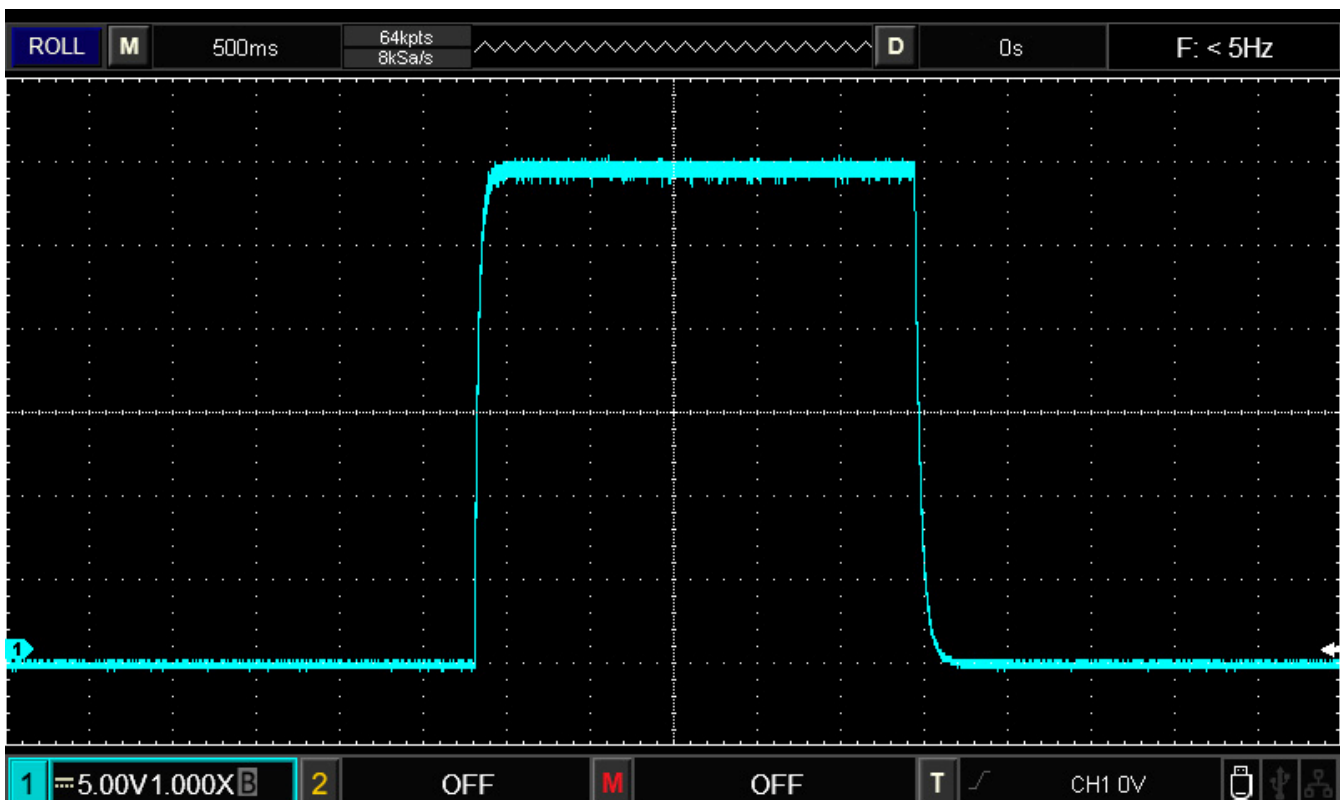 ROLL M 500ms 64kpts D 0s F: < 5Hz
8kSa/s
1
1 5.00V 1.000X B 2 OFF M OFF T CH1 0V